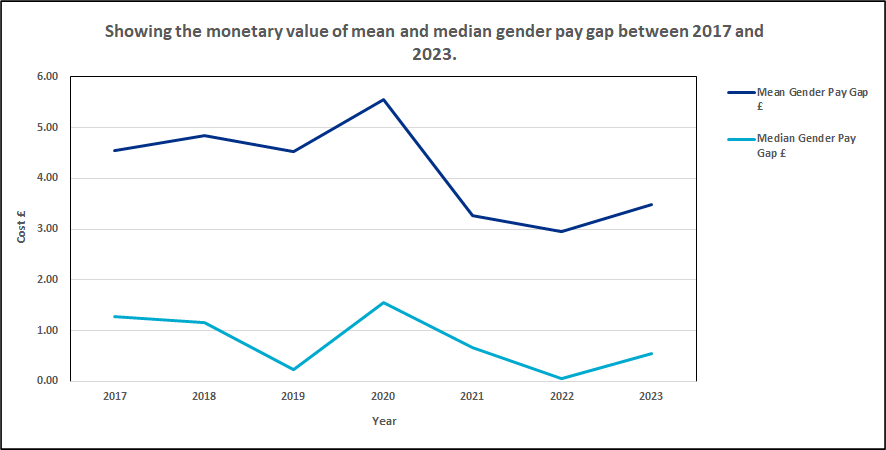 Showing the monetary value of mean and median gender pay gap between 2017 and
2023.
6.00
5.00
4.00
3.00
2.00
1.00
0.00
Cost £
2017 2018 2019 2020 2021 2022 2023
Year
Mean Gender Pay Gap
£
Median Gender Pay
Gap £